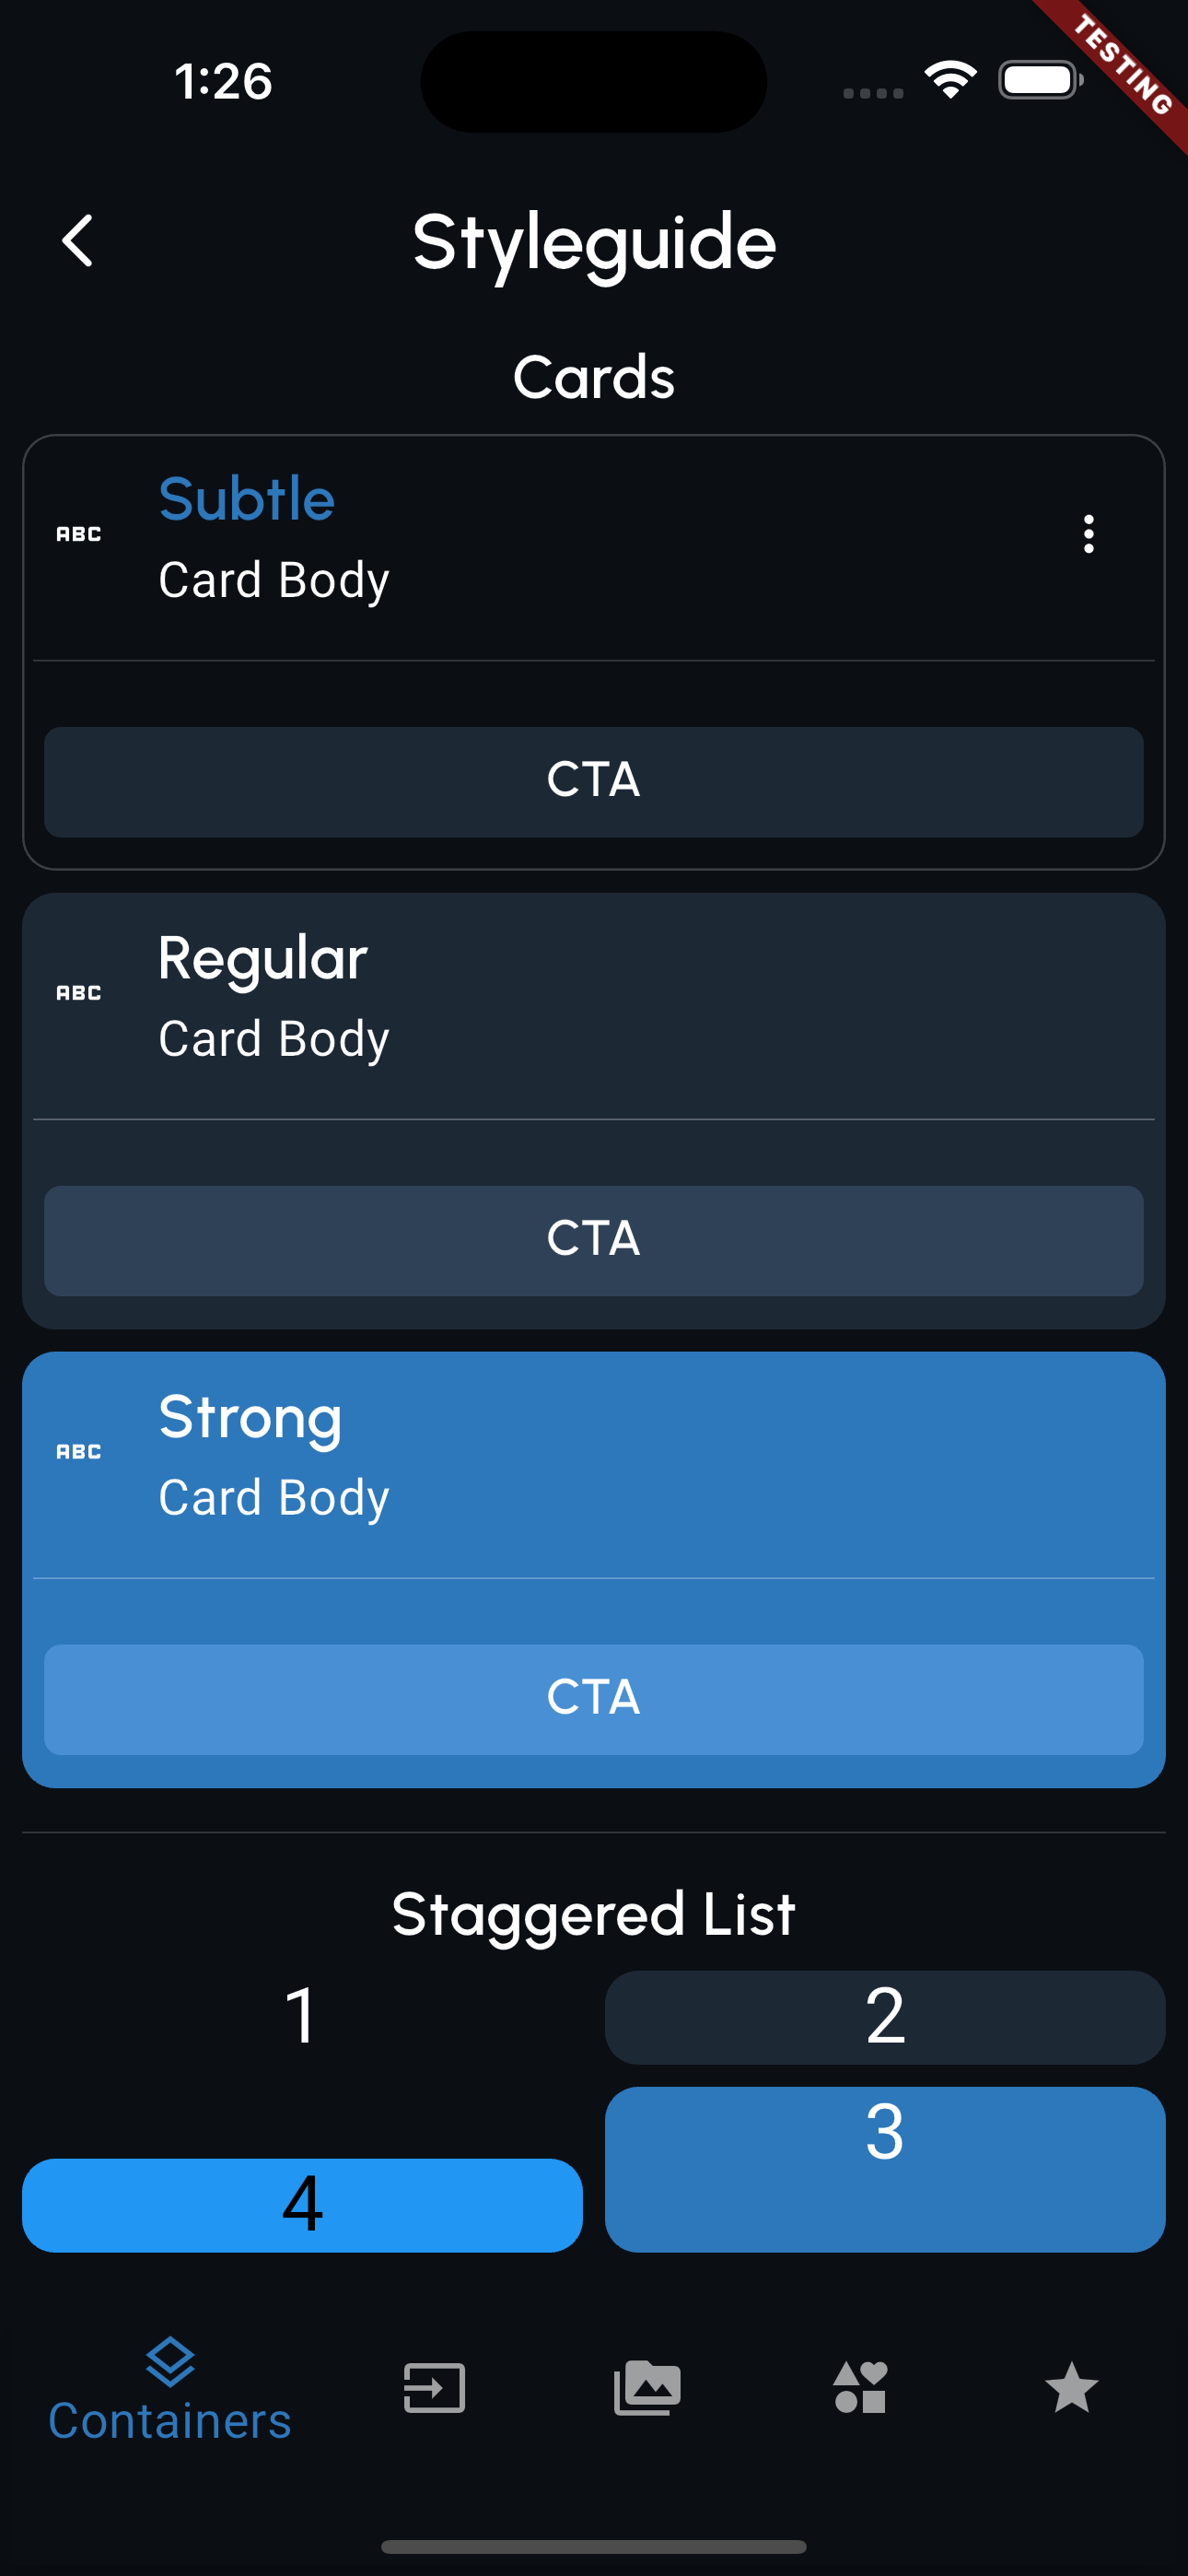 1:26
TESTING
Styleguide
Cards
ABC
Subtle
Card Body
CTA
ABC
Regular
Card Body
CTA
ABC
Strong
Card Body
CTA
Staggered List
1
2
3
4
Containers